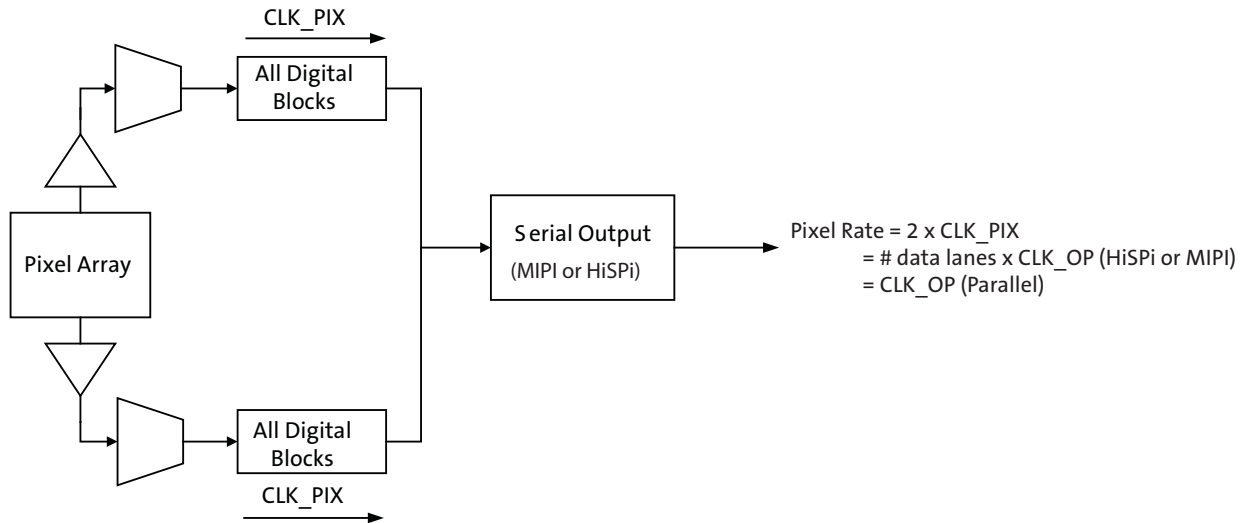 CLK_PIX
All Digital
Blocks
Pixel Array
Serial Output
(MIPI or HiSPi)
Pixel Rate = 2 x CLK_PIX
= # data lanes x CLK_OP (HiSPi or MIPI)
= CLK_OP (Parallel)
All Digital
Blocks
CLK_PIX